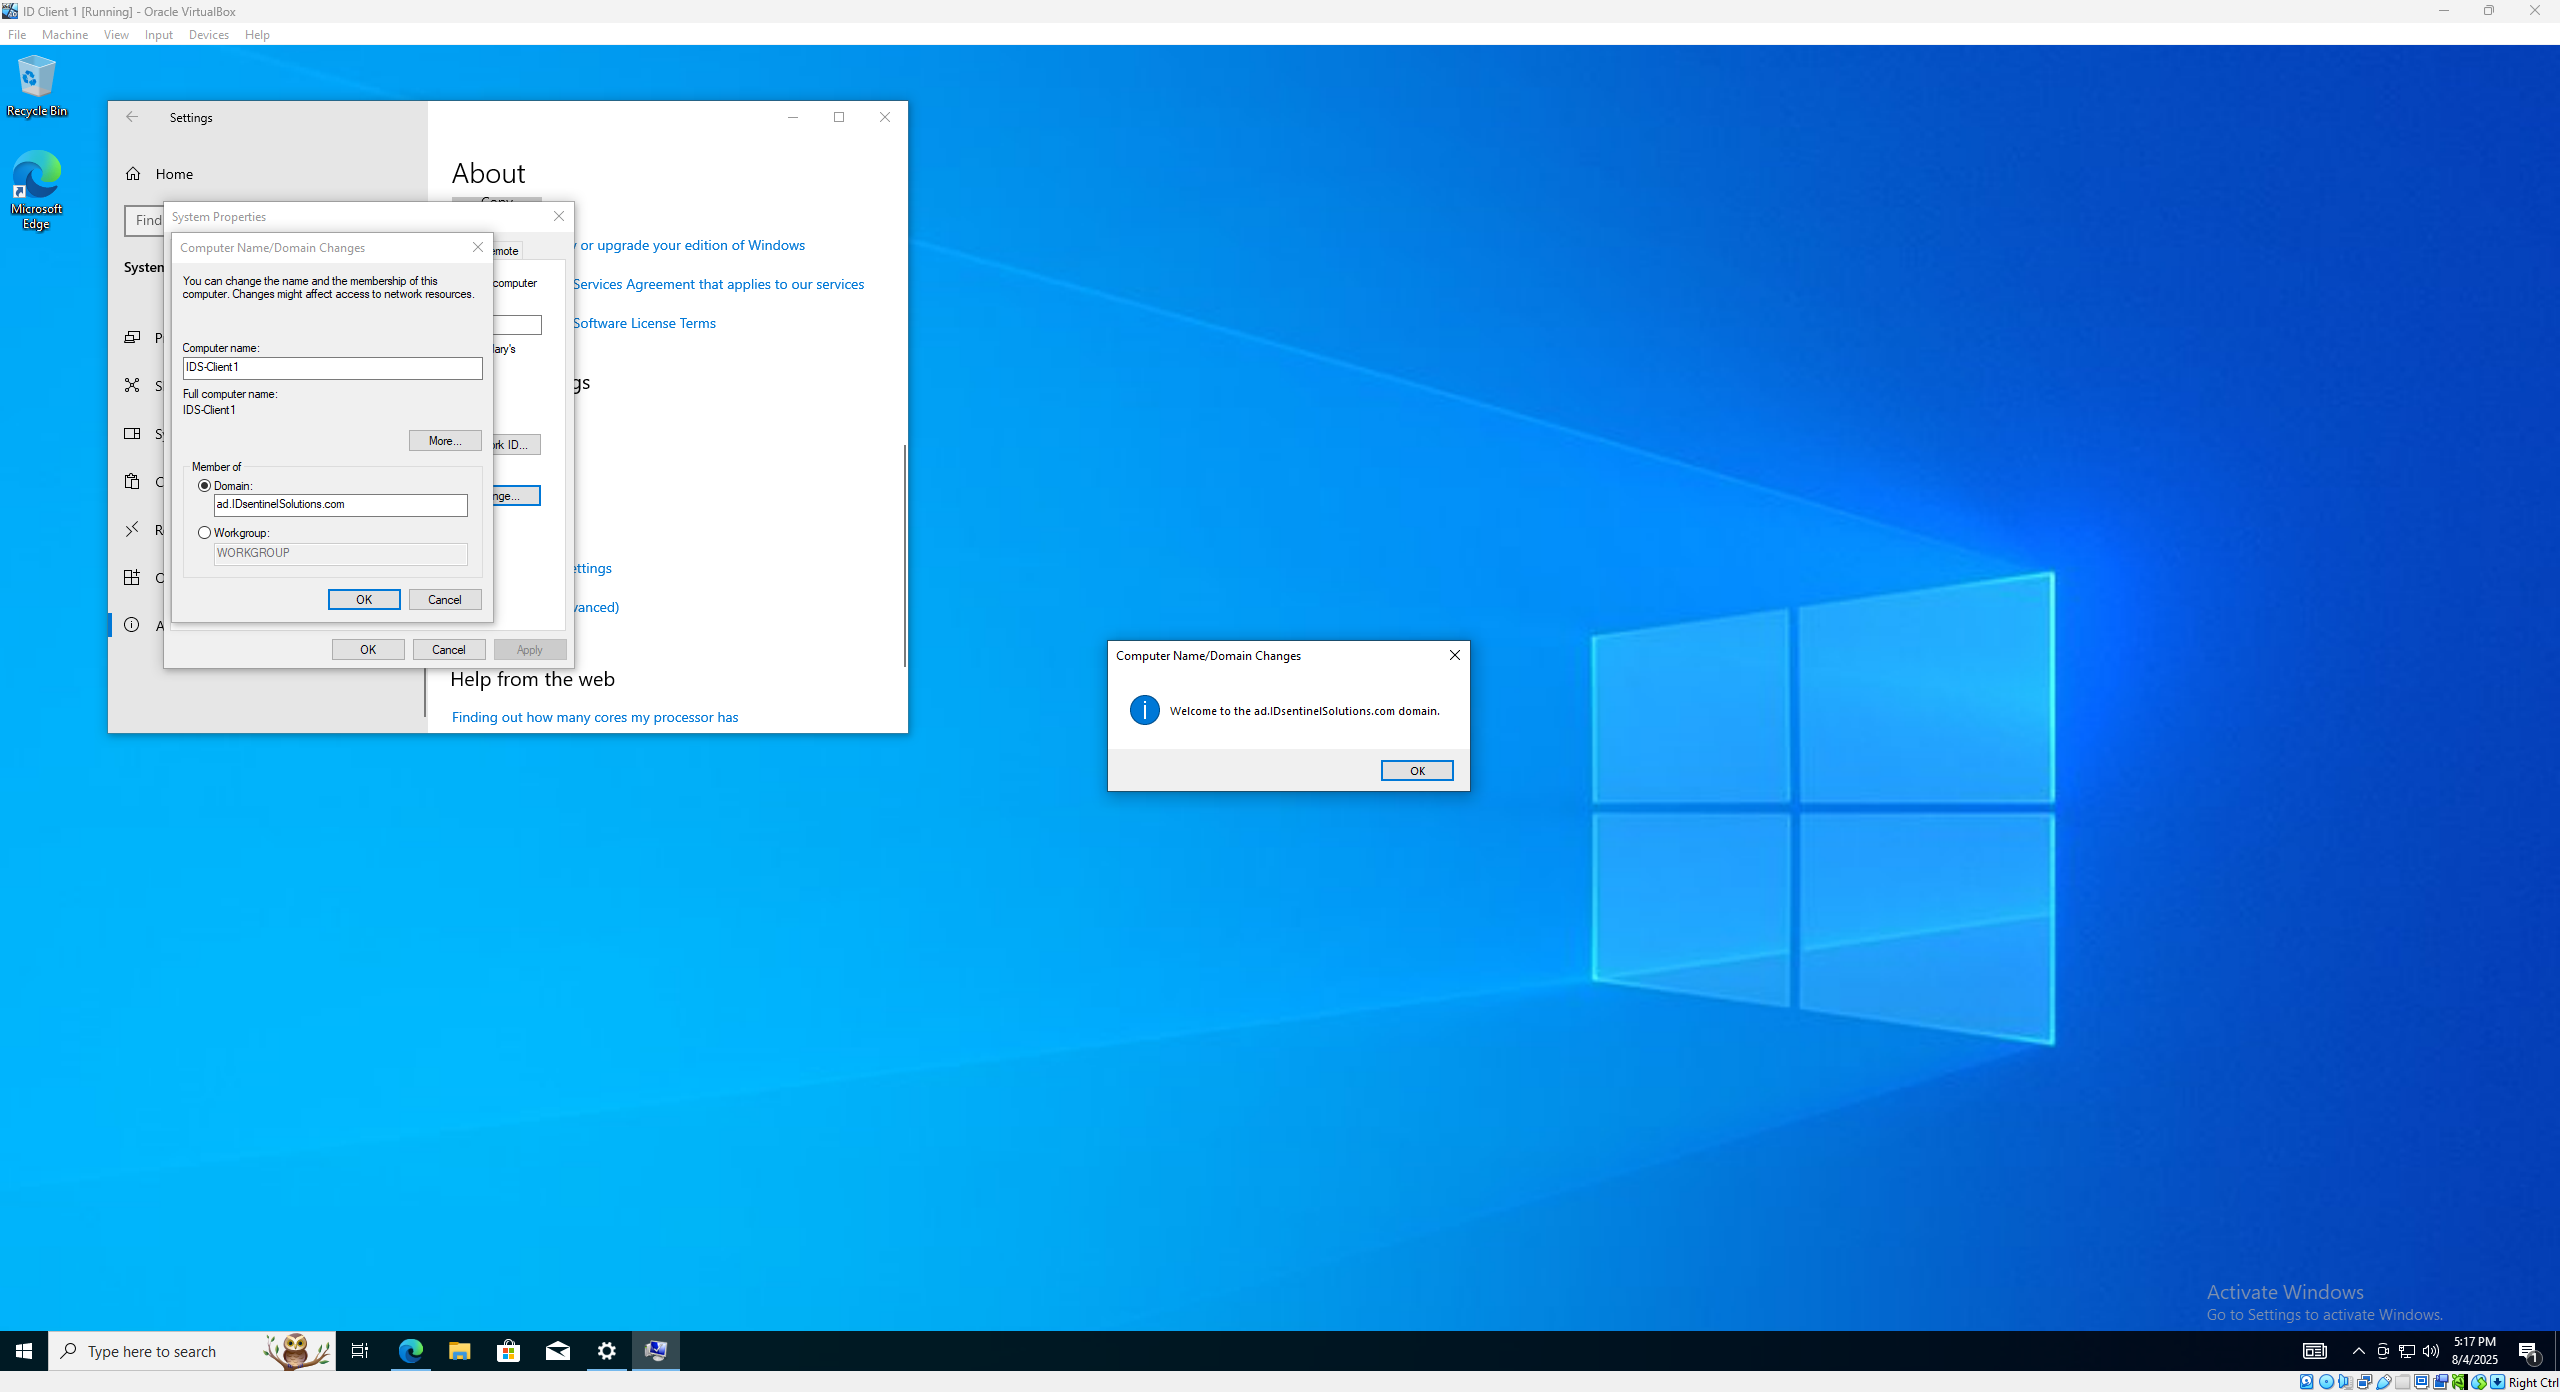 ID Client 1 [Running] - Oracle VirtualBox
File Machine View Input Devices Help
Recycle Bin
Microsoft
Edge
Settings
Home
Find
System
About
Copy
or upgrade your edition of Windows
Services Agreement that applies to our services
Software License Terms
gs
ettings
vanced)
Help from the web
Finding out how many cores my processor has
System Properties
emote
computer
lary's
ork ID...
nge...
OK Cancel Apply
Computer Name/Domain Changes
You can change the name and the membership of this
computer. Changes might affect access to network resources.
Computer name:
IDS-Client1
Full computer name:
IDS-Client1
More...
Member of
Domain:
ad.IDsentinelSolutions.com
Workgroup:
WORKGROUP
OK Cancel
Computer Name/Domain Changes
Welcome to the ad.IDsentinelSolutions.com domain.
OK
Activate Windows
Go to Settings to activate Windows.
Type here to search
5:17 PM
8/4/2025
1
Right Ctrl